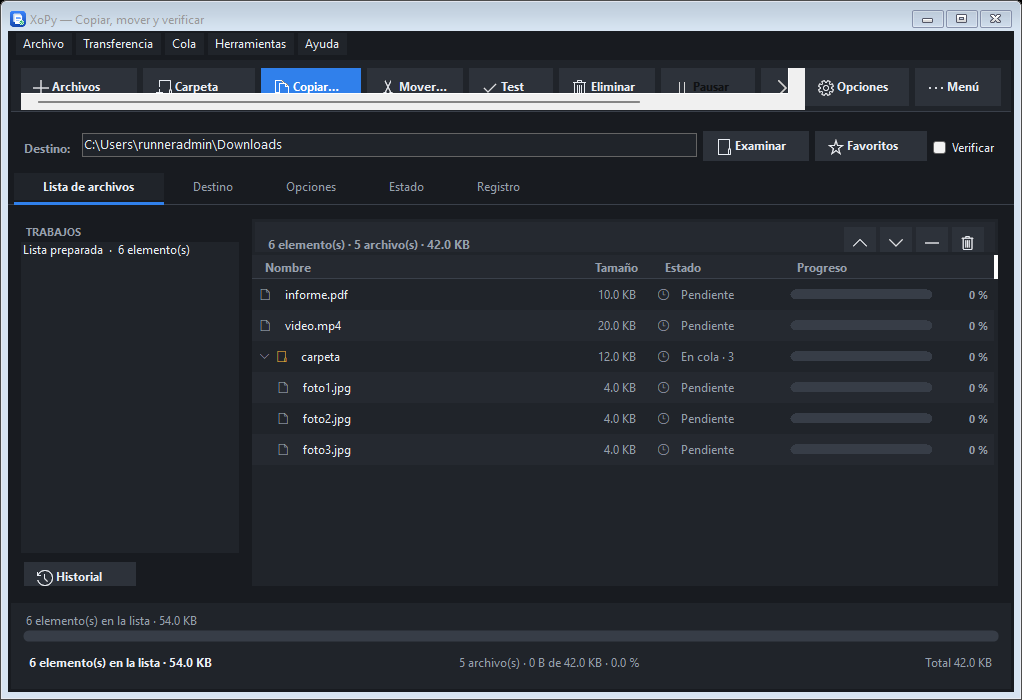 XoPy — Copiar, mover y verificar
Archivo Transferencia Cola Herramientas Ayuda
Archivos Carpeta Copiar... Mover... Test Eliminar Pausar Opciones ··· Menú
Destino: C:\Users\runneradmin\Downloads Examinar Favoritos Verificar
Lista de archivos Destino Opciones Estado Registro
TRABAJOS
Lista preparada · 6 elemento(s)
6 elemento(s) · 5 archivo(s) · 42.0 KB
Nombre Tamaño Estado Progreso
informe.pdf 10.0 KB Pendiente 0 %
video.mp4 20.0 KB Pendiente 0 %
carpeta 12.0 KB En cola · 3 0 %
foto1.jpg 4.0 KB Pendiente 0 %
foto2.jpg 4.0 KB Pendiente 0 %
foto3.jpg 4.0 KB Pendiente 0 %
Historial
6 elemento(s) en la lista · 54.0 KB
6 elemento(s) en la lista · 54.0 KB 5 archivo(s) · 0 B de 42.0 KB · 0.0 % Total 42.0 KB